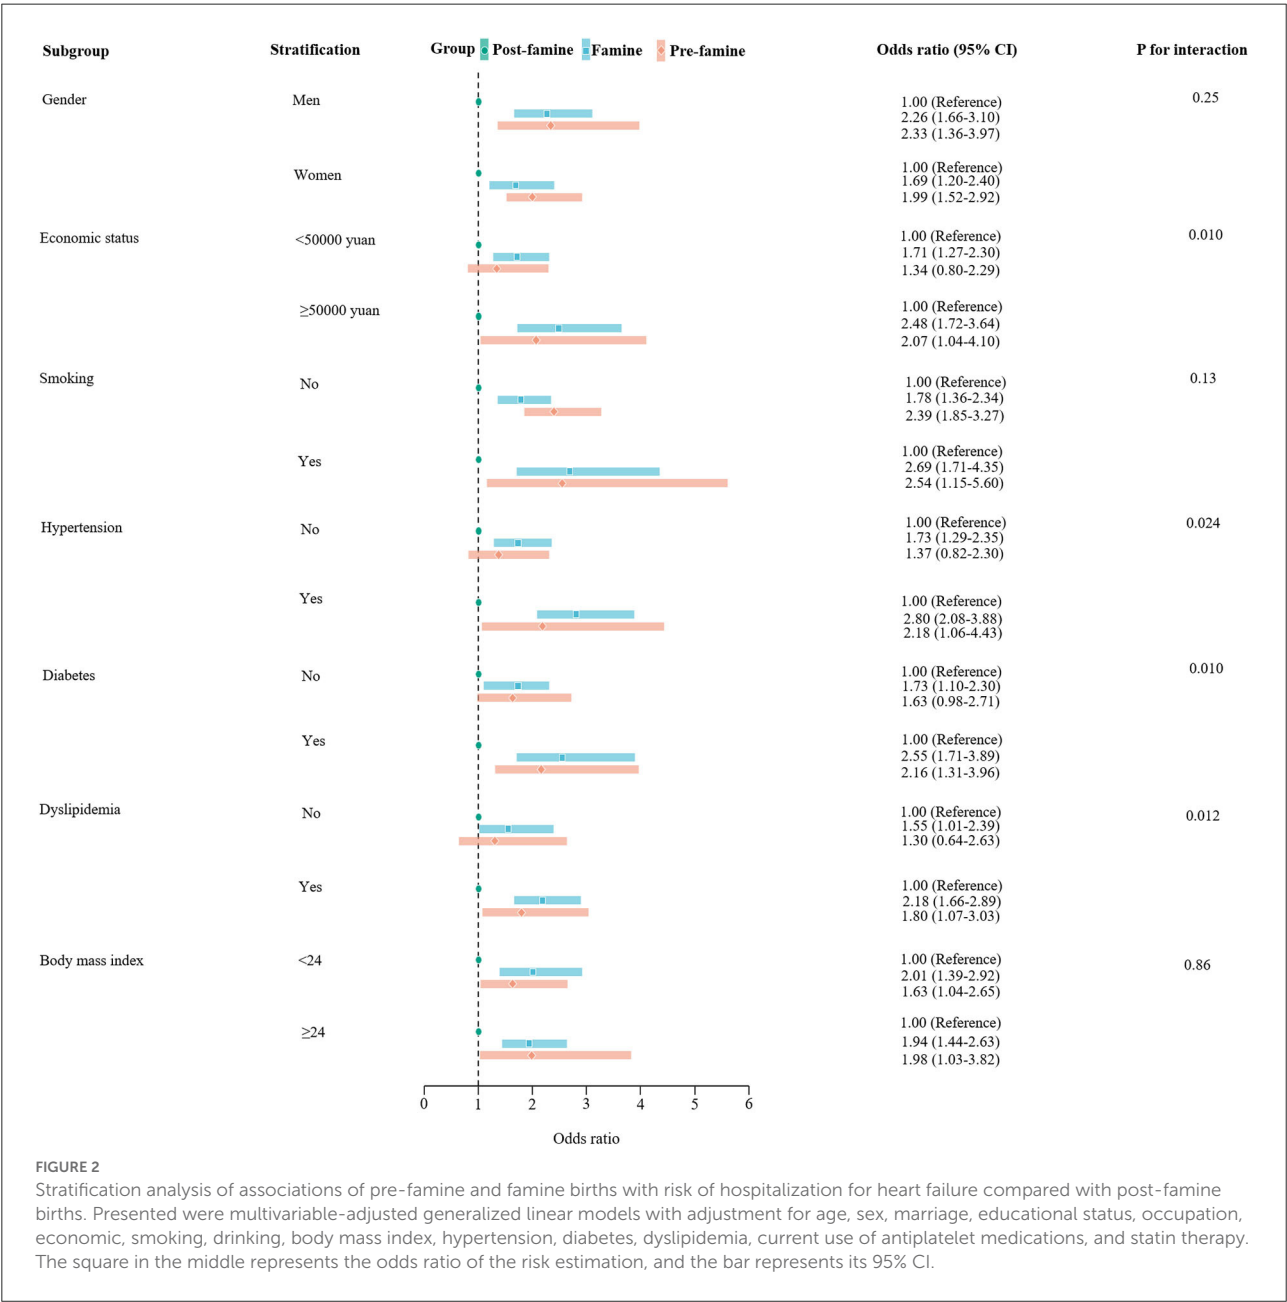 Subgroup Stratification Group Post-famine Famine Pre-famine Odds ratio (95% CI) P for interaction
Gender Men 1.00 (Reference) 0.25
2.26 (1.66-3.10)
2.33 (1.36-3.97)
Women 1.00 (Reference)
1.69 (1.20-2.40)
1.99 (1.52-2.92)
Economic status <50000 yuan 1.00 (Reference) 0.010
1.71 (1.27-2.30)
1.34 (0.80-2.29)
≥50000 yuan 1.00 (Reference)
2.48 (1.72-3.64)
2.07 (1.04-4.10)
Smoking No 1.00 (Reference) 0.13
1.78 (1.36-2.34)
2.39 (1.85-3.27)
Yes 1.00 (Reference)
2.69 (1.71-4.35)
2.54 (1.15-5.60)
Hypertension No 1.00 (Reference) 0.024
1.73 (1.29-2.35)
1.37 (0.82-2.30)
Yes 1.00 (Reference)
2.80 (2.08-3.88)
2.18 (1.06-4.43)
Diabetes No 1.00 (Reference) 0.010
1.73 (1.10-2.30)
1.63 (0.98-2.71)
Yes 1.00 (Reference)
2.55 (1.71-3.89)
2.16 (1.31-3.96)
Dyslipidemia No 1.00 (Reference) 0.012
1.55 (1.01-2.39)
1.30 (0.64-2.63)
Yes 1.00 (Reference)
2.18 (1.66-2.89)
1.80 (1.07-3.03)
Body mass index <24 1.00 (Reference) 0.86
2.01 (1.39-2.92)
1.63 (1.04-2.65)
≥24 1.00 (Reference)
1.94 (1.44-2.63)
1.98 (1.03-3.82)
0 1 2 3 4 5 6
Odds ratio
FIGURE 2
Stratification analysis of associations of pre-famine and famine births with risk of hospitalization for heart failure compared with post-famine
births. Presented were multivariable-adjusted generalized linear models with adjustment for age, sex, marriage, educational status, occupation,
economic, smoking, drinking, body mass index, hypertension, diabetes, dyslipidemia, current use of antiplatelet medications, and statin therapy.
The square in the middle represents the odds ratio of the risk estimation, and the bar represents its 95% CI.